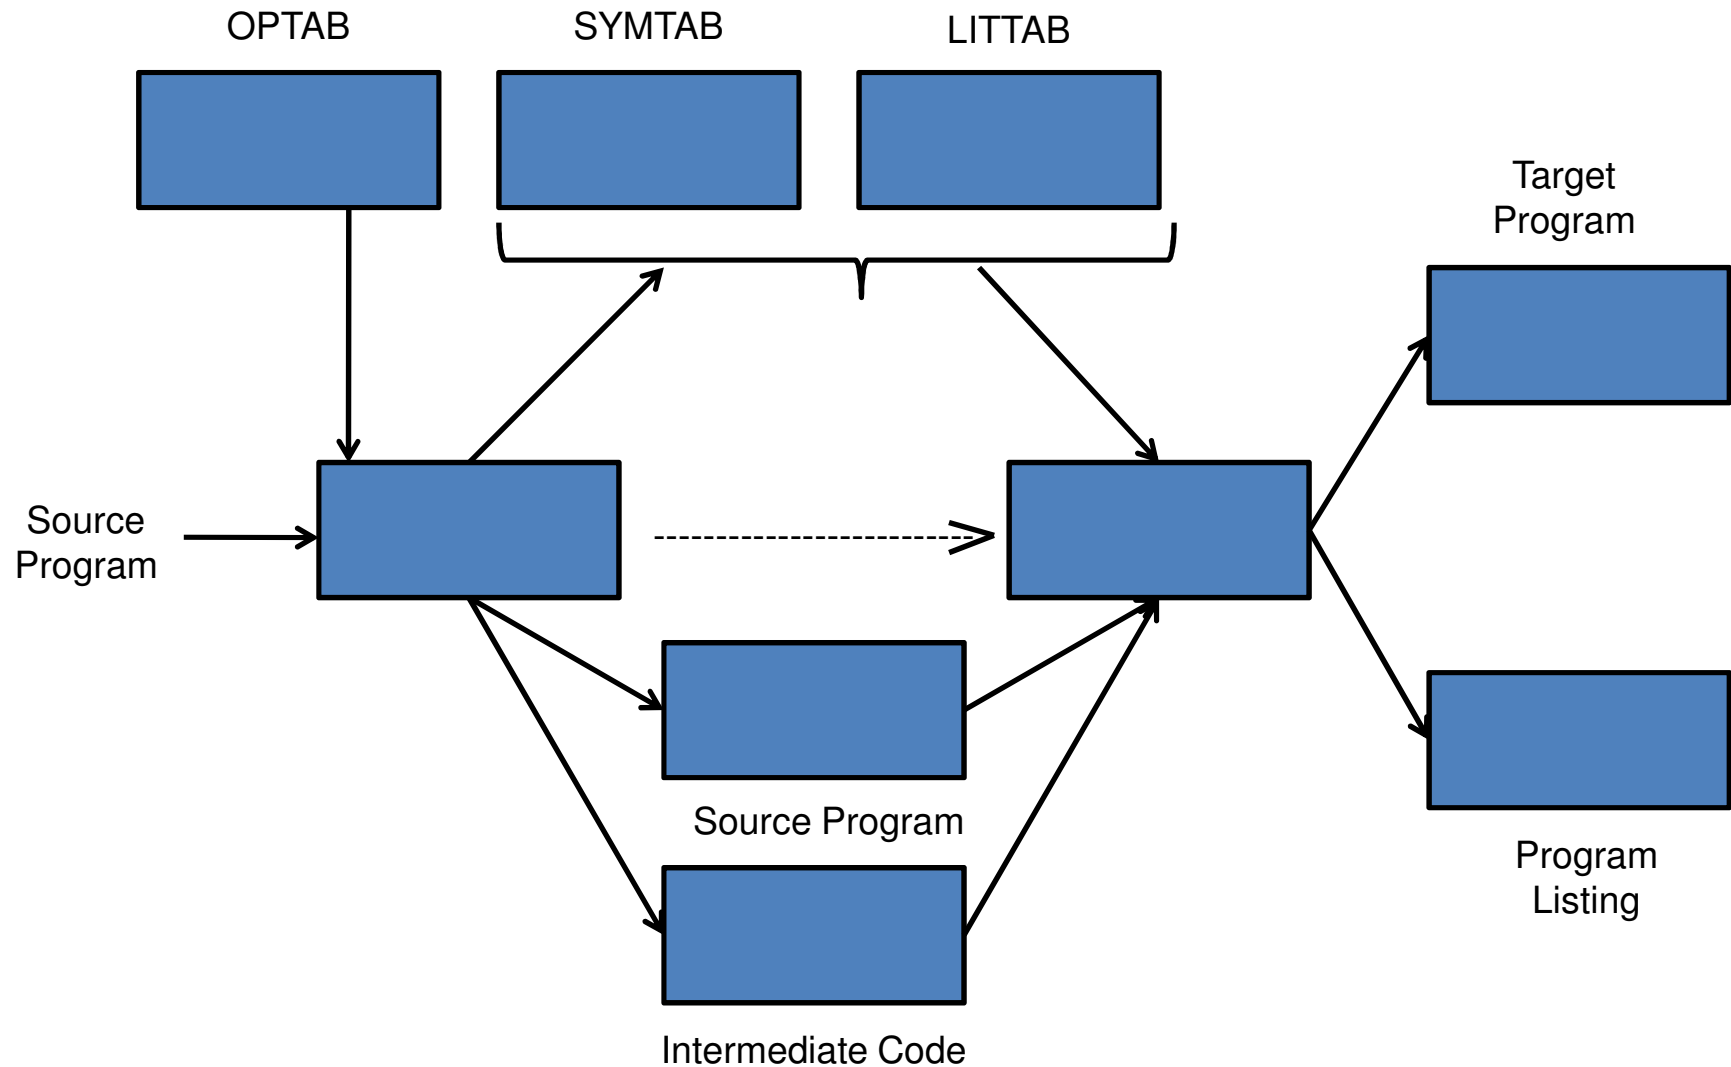 OPTAB
SYMTAB
LITTAB
Target
Program
Source
Program
Source Program
Program
Listing
Intermediate Code